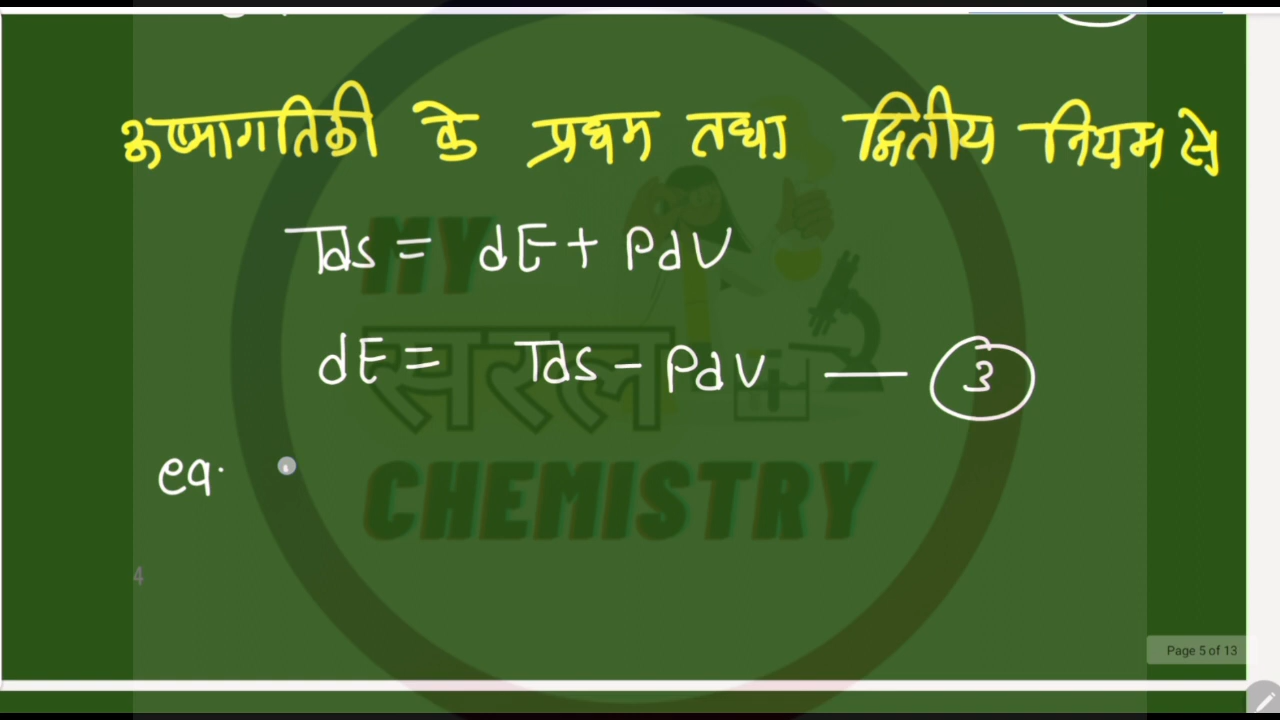 ऊष्मागतिकी के प्रथम तथा द्वितीय नियम से
Tds = dE + PdV
dE = Tds - PdV — 3
eq.
MY
सरल
CHEMISTRY
4
Page 5 of 13